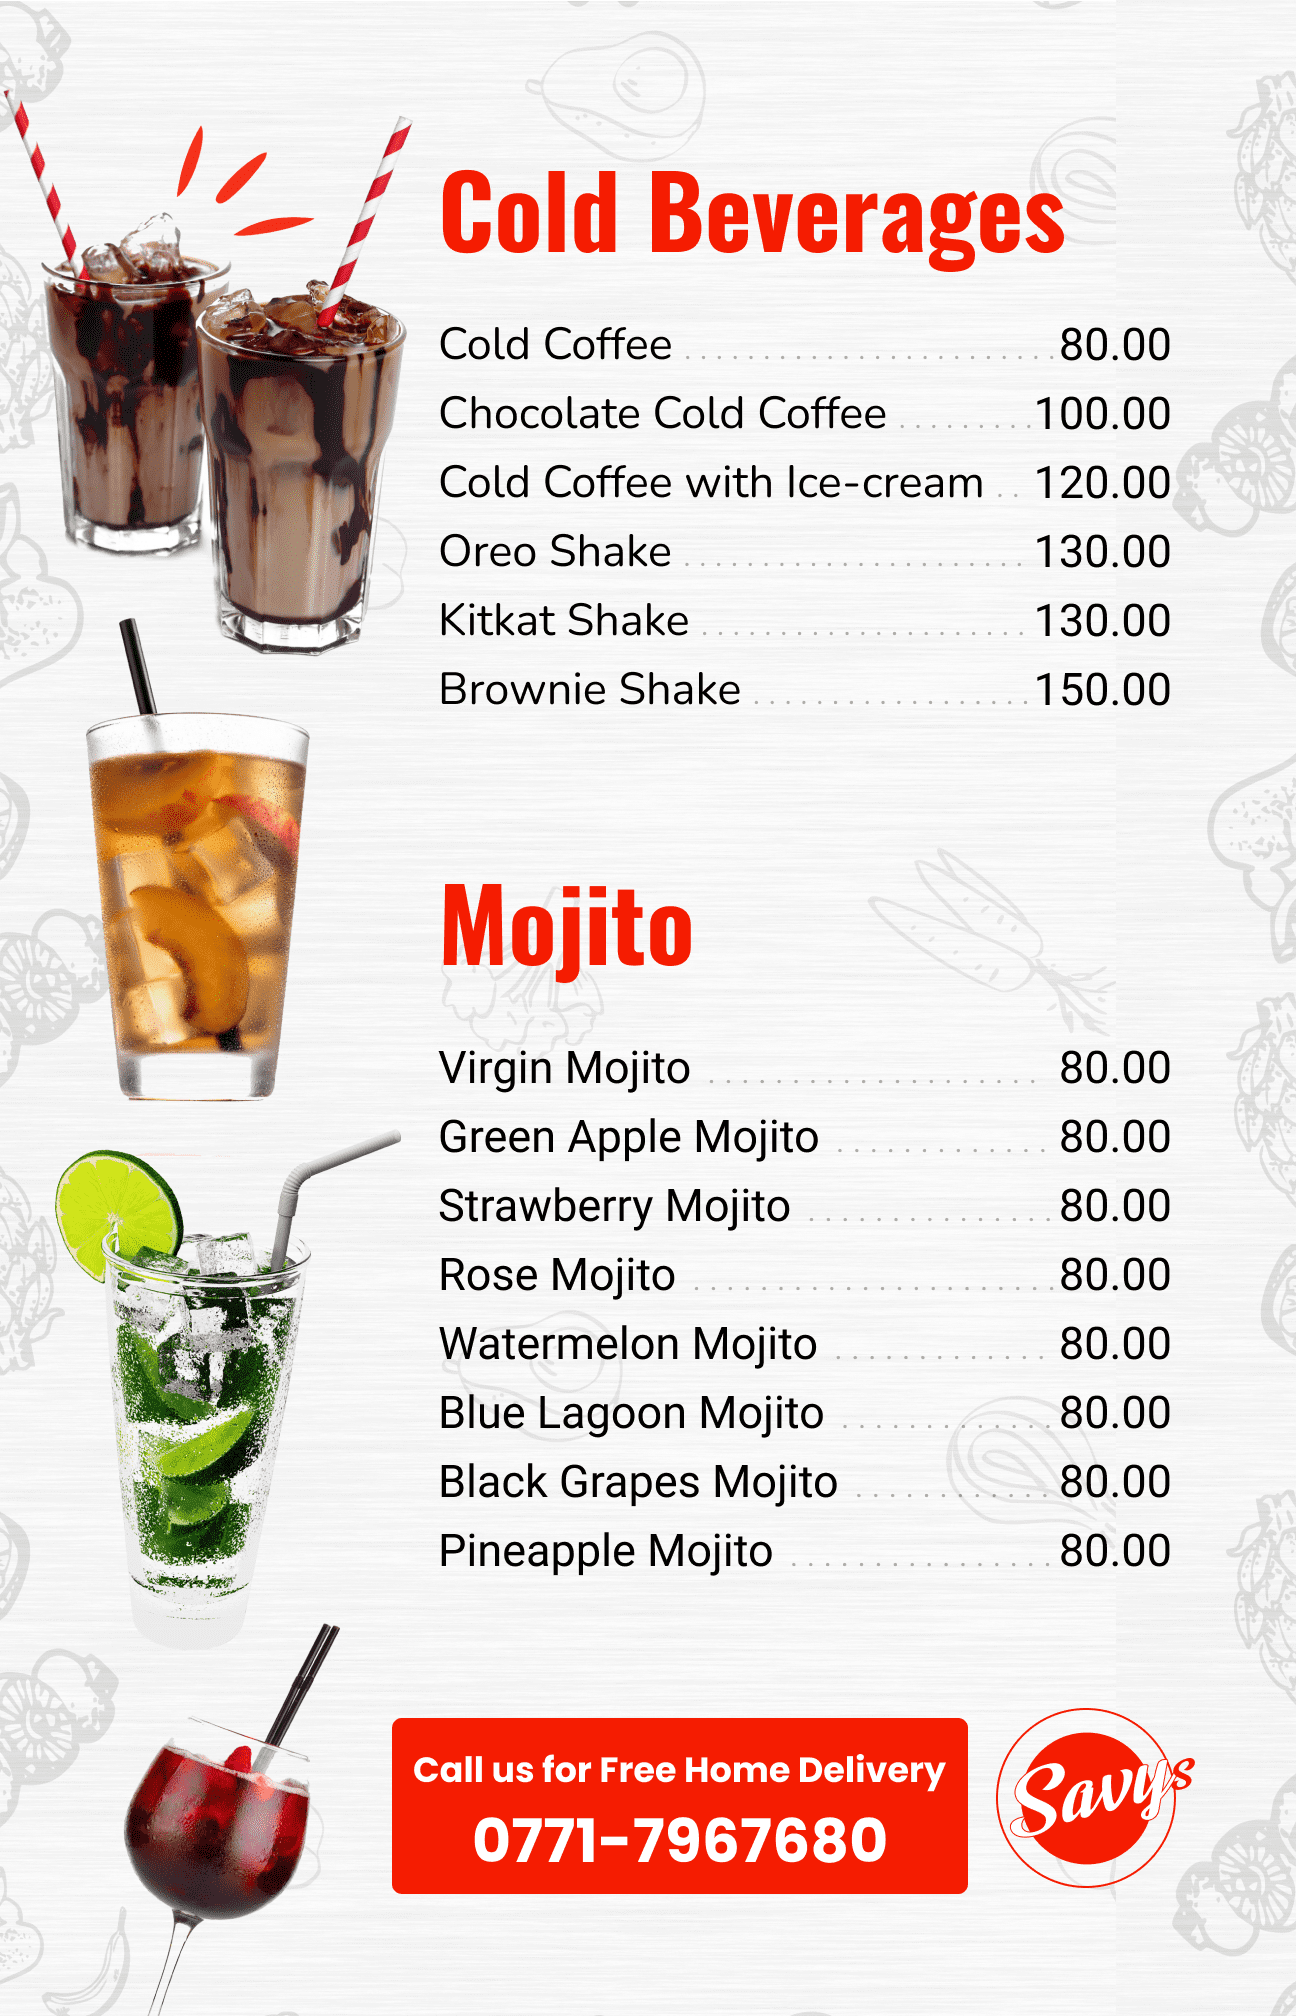 Cold Beverages
Cold Coffee 80.00
Chocolate Cold Coffee 100.00
Cold Coffee with Ice-cream 120.00
Oreo Shake 130.00
Kitkat Shake 130.00
Brownie Shake 150.00
Mojito
Virgin Mojito 80.00
Green Apple Mojito 80.00
Strawberry Mojito 80.00
Rose Mojito 80.00
Watermelon Mojito 80.00
Blue Lagoon Mojito 80.00
Black Grapes Mojito 80.00
Pineapple Mojito 80.00
Call us for Free Home Delivery
0771-7967680
Savys